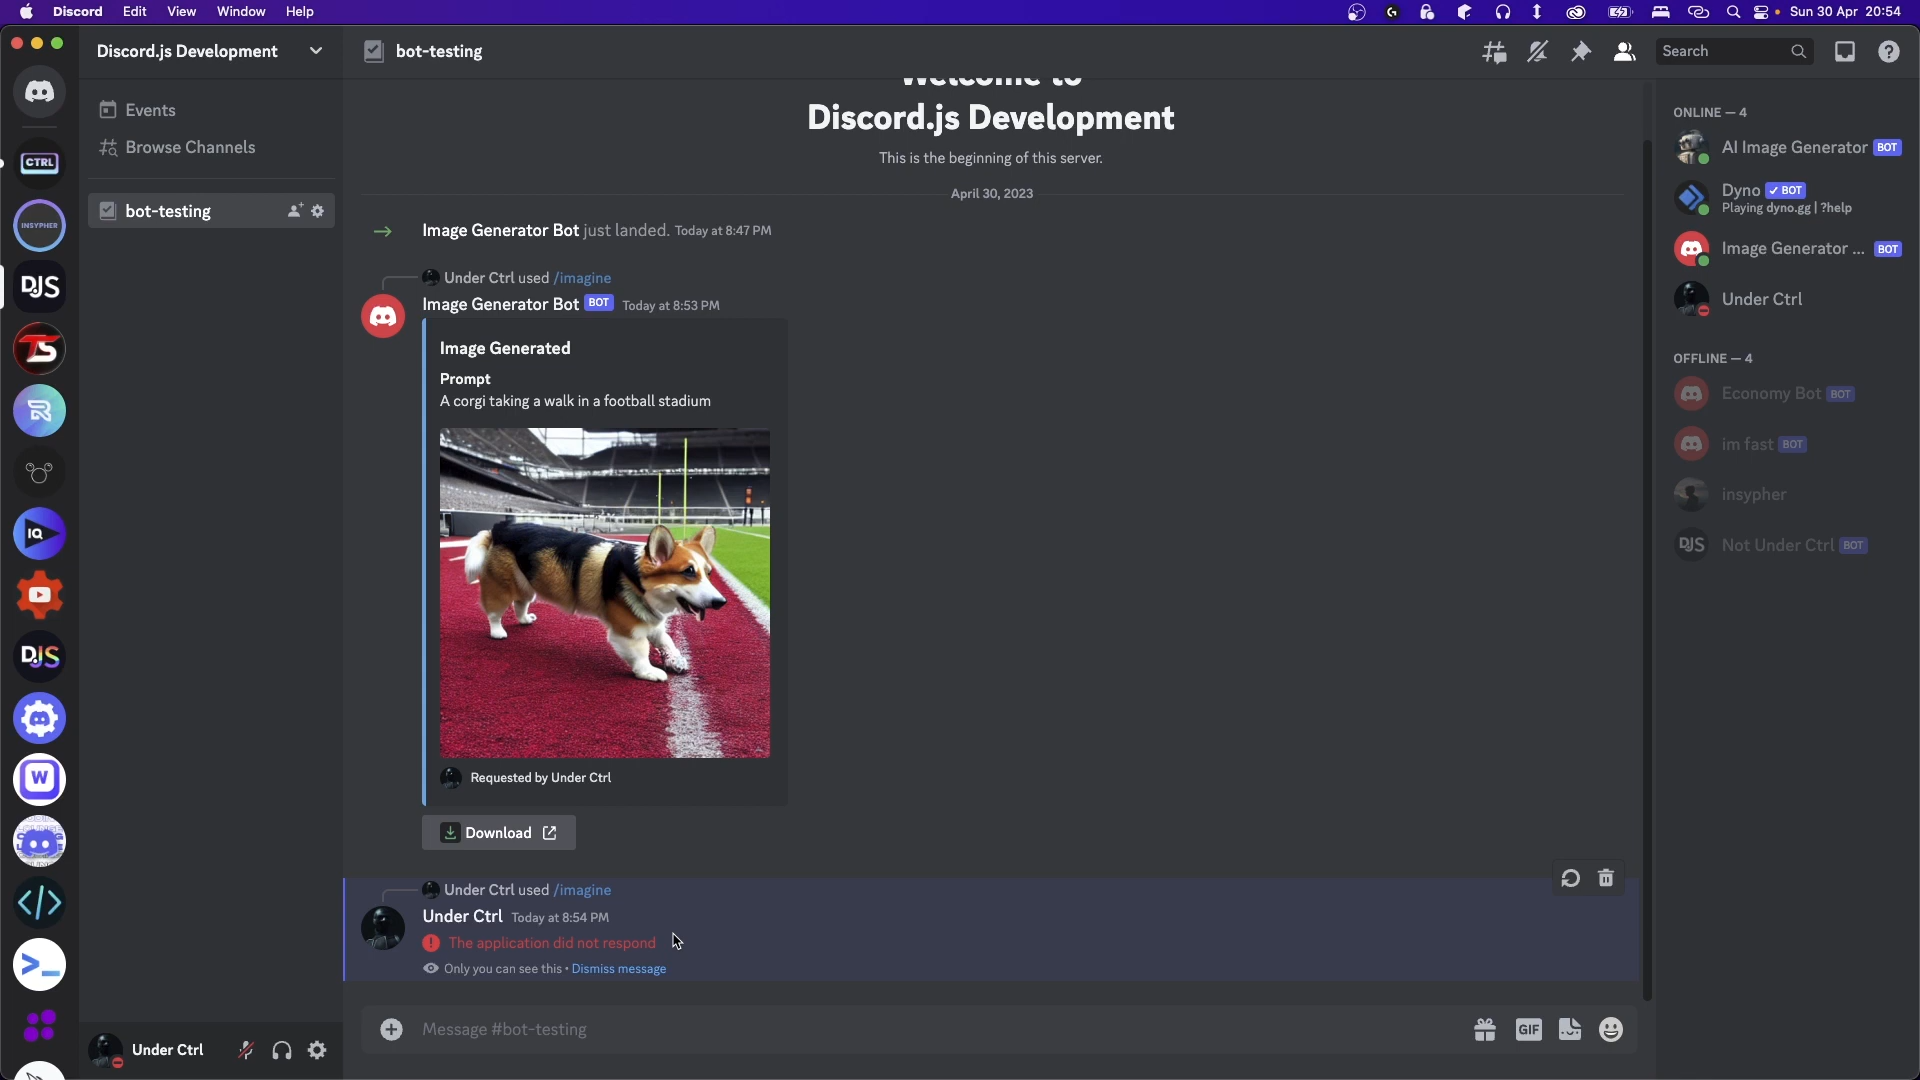 Discord Edit View Window Help
Sun 30 Apr 20:54
Discord.js Development
bot-testing
Search
CTRL
INSYPHER
DJS
TS
IQ
DJS
W
Events
Browse Channels
bot-testing
Welcome to
Discord.js Development
This is the beginning of this server.
April 30, 2023
Image Generator Bot just landed. Today at 8:47 PM
Under Ctrl used /imagine
Image Generator Bot BOT Today at 8:53 PM
Image Generated
Prompt
A corgi taking a walk in a football stadium
Requested by Under Ctrl
Download
Under Ctrl used /imagine
Under Ctrl Today at 8:54 PM
The application did not respond
Only you can see this • Dismiss message
Message #bot-testing
GIF
Under Ctrl
ONLINE — 4
AI Image Generator BOT
Dyno ✓ BOT
Playing dyno.gg | ?help
Image Generator ... BOT
Under Ctrl
OFFLINE — 4
Economy Bot BOT
im fast BOT
insypher
DJS Not Under Ctrl BOT